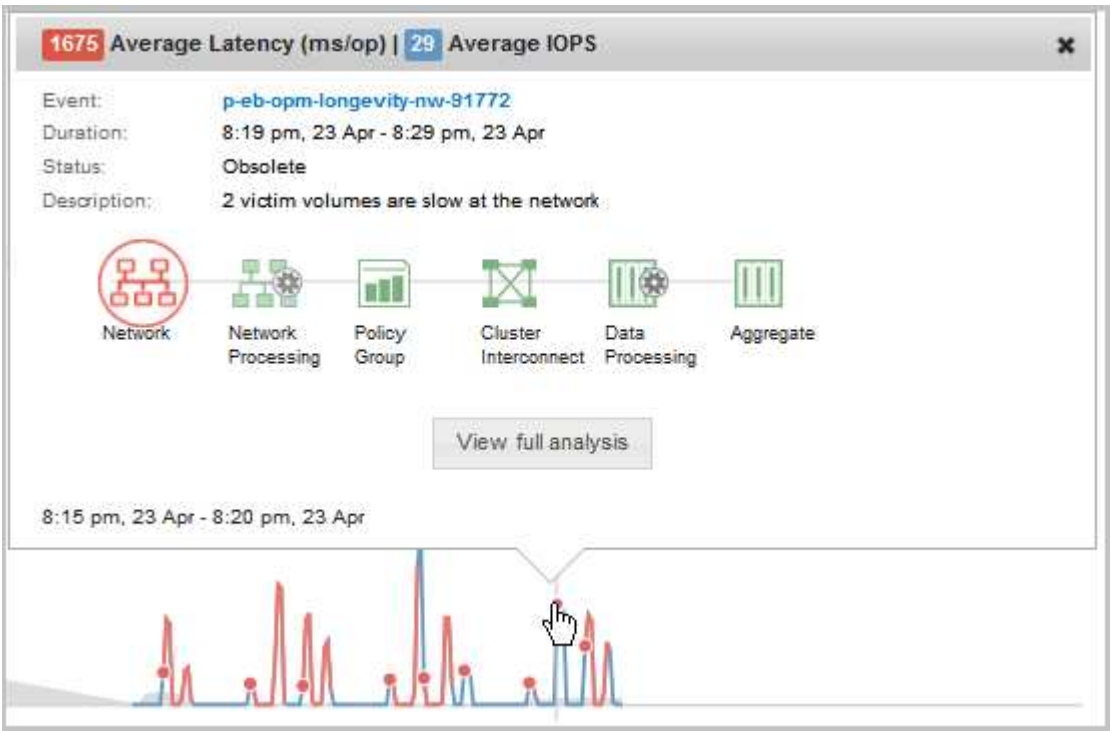 1675 Average Latency (ms/op) | 29 Average IOPS
Event: p-eb-opm-longevity-nw-91772
Duration: 8:19 pm, 23 Apr - 8:29 pm, 23 Apr
Status: Obsolete
Description: 2 victim volumes are slow at the network
Network Network Policy Cluster Data Aggregate
Processing Group Interconnect Processing
View full analysis
8:15 pm, 23 Apr - 8:20 pm, 23 Apr